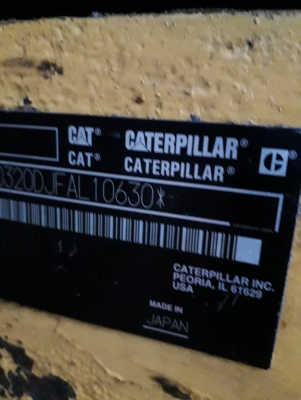 CAT CATERPILLAR C
CAT® CATERPILLAR®
0320DJFAL10630*
CATERPILLAR INC.
PEORIA, IL 61629
USA
MADE IN
JAPAN